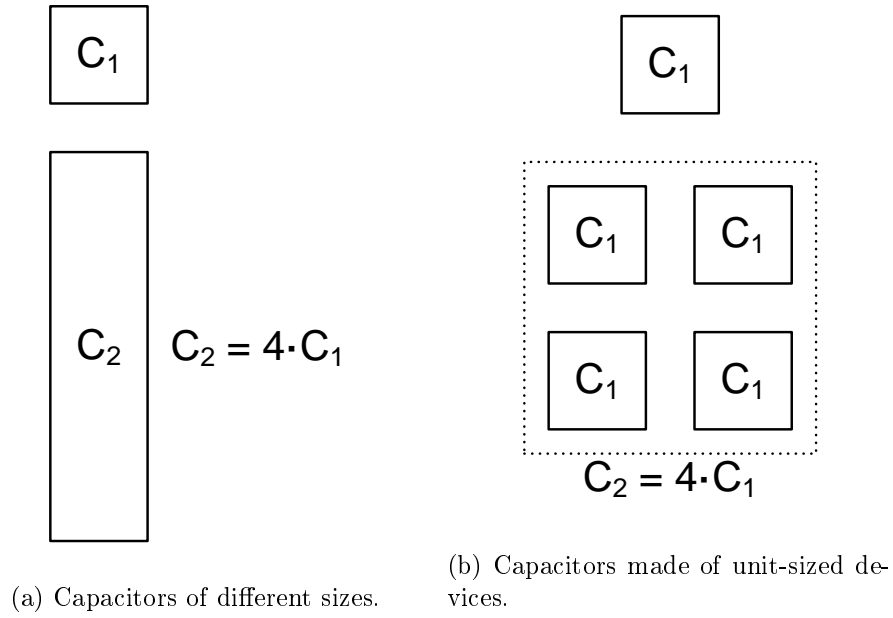 C₁
C₂
C₂ = 4·C₁
(a) Capacitors of different sizes.
C₁
C₁ C₁
C₁ C₁
C₂ = 4·C₁
(b) Capacitors made of unit-sized de-
vices.